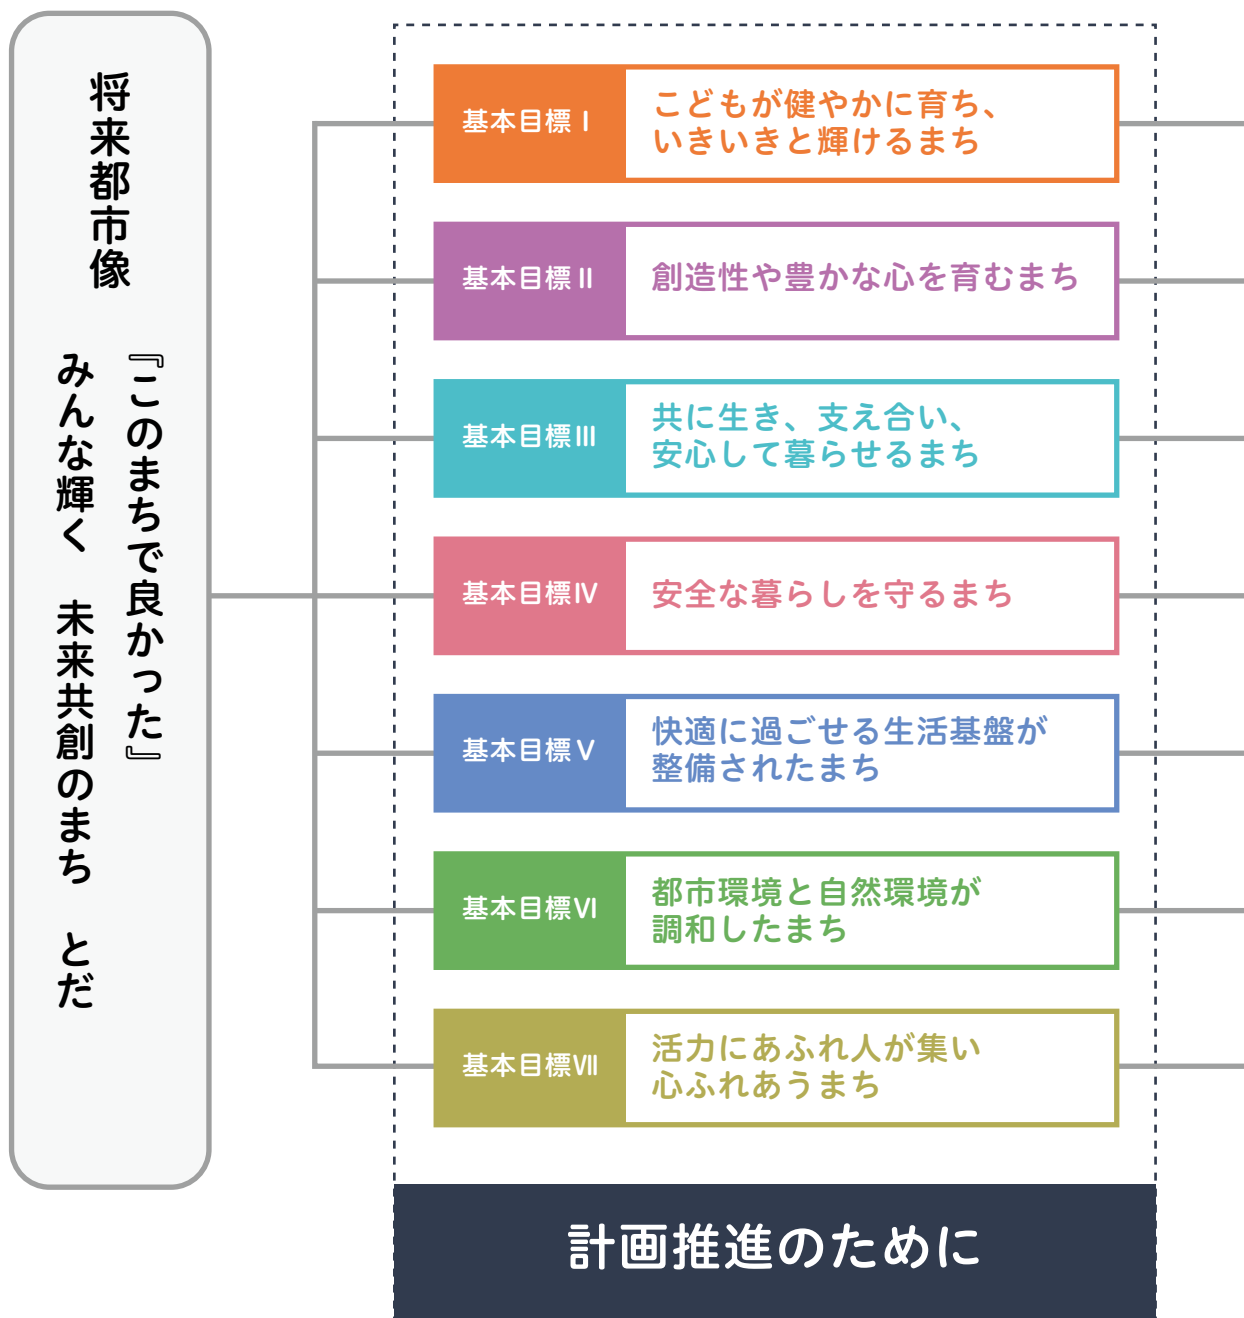 将来都市像
『このまちで良かった』
みんな輝く 未来共創のまち とだ
基本目標Ⅰ
こどもが健やかに育ち、
いきいきと輝けるまち
基本目標Ⅱ
創造性や豊かな心を育むまち
基本目標Ⅲ
共に生き、支え合い、
安心して暮らせるまち
基本目標Ⅳ
安全な暮らしを守るまち
基本目標Ⅴ
快適に過ごせる生活基盤が
整備されたまち
基本目標Ⅵ
都市環境と自然環境が
調和したまち
基本目標Ⅶ
活力にあふれ人が集い
心ふれあうまち
計画推進のために